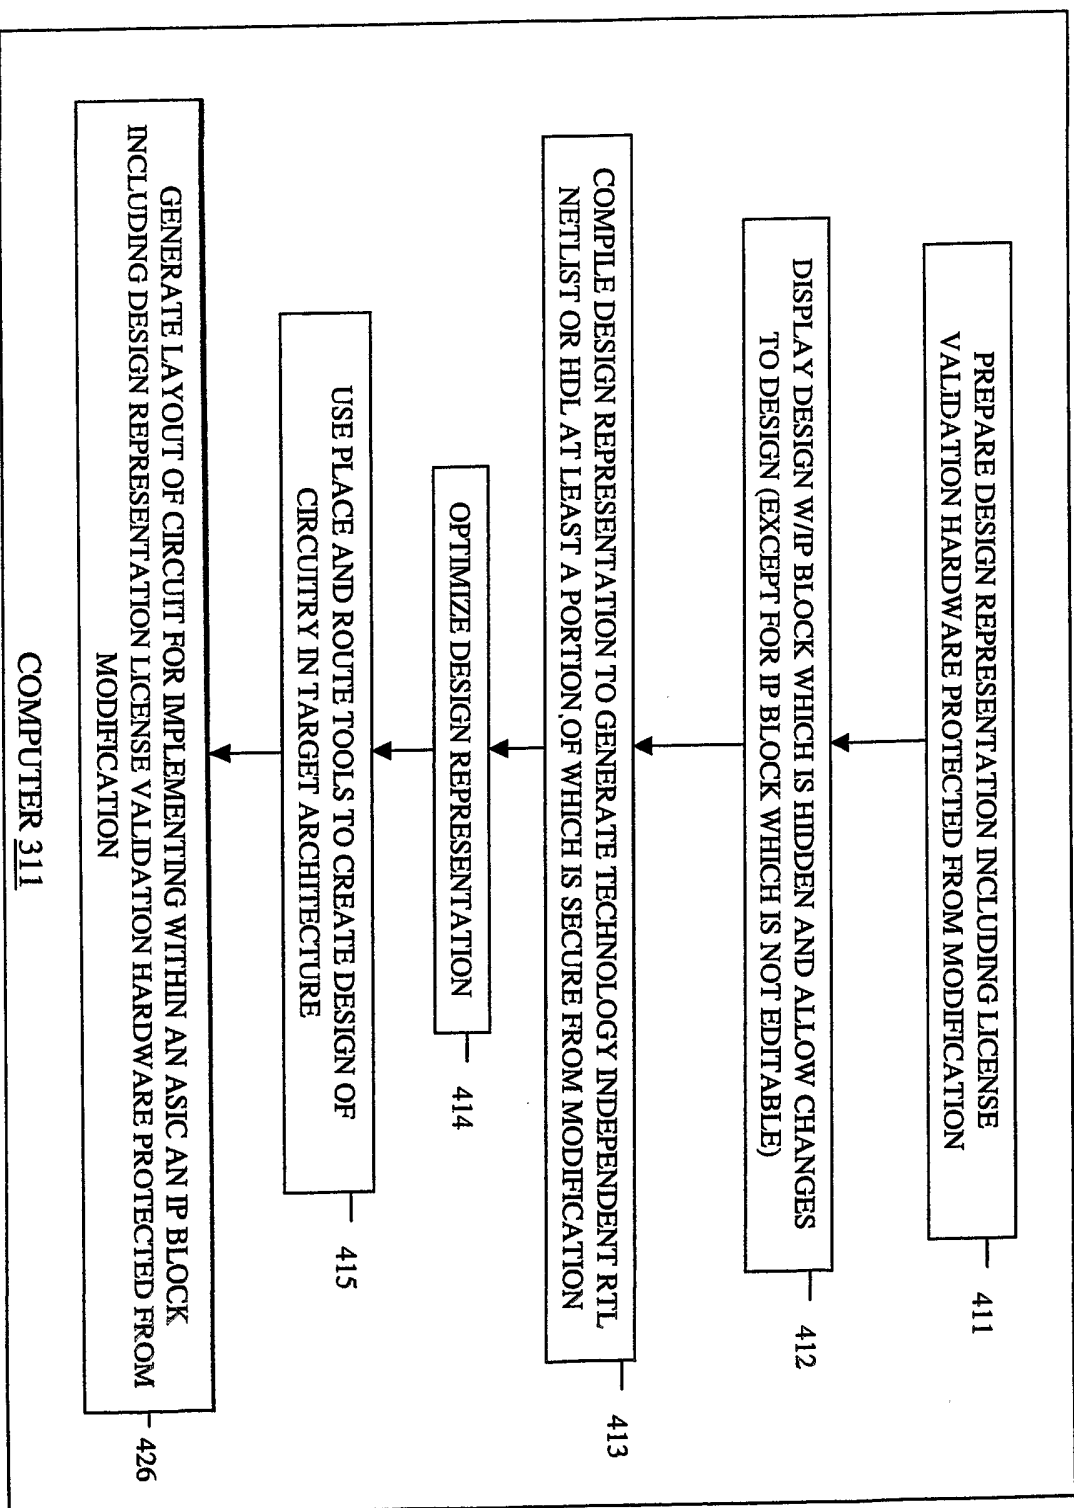 PREPARE DESIGN REPRESENTATION INCLUDING LICENSE
VALIDATION HARDWARE PROTECTED FROM MODIFICATION
411
DISPLAY DESIGN W/IP BLOCK WHICH IS HIDDEN AND ALLOW CHANGES
TO DESIGN (EXCEPT FOR IP BLOCK WHICH IS NOT EDITABLE)
412
COMPILE DESIGN REPRESENTATION TO GENERATE TECHNOLOGY INDEPENDENT RTL
NETLIST OR HDL AT LEAST A PORTION OF WHICH IS SECURE FROM MODIFICATION
413
OPTIMIZE DESIGN REPRESENTATION
414
USE PLACE AND ROUTE TOOLS TO CREATE DESIGN OF
CIRCUITRY IN TARGET ARCHITECTURE
415
GENERATE LAYOUT OF CIRCUIT FOR IMPLEMENTING WITHIN AN ASIC AN IP BLOCK
INCLUDING DESIGN REPRESENTATION LICENSE VALIDATION HARDWARE PROTECTED FROM
MODIFICATION
426
COMPUTER 311